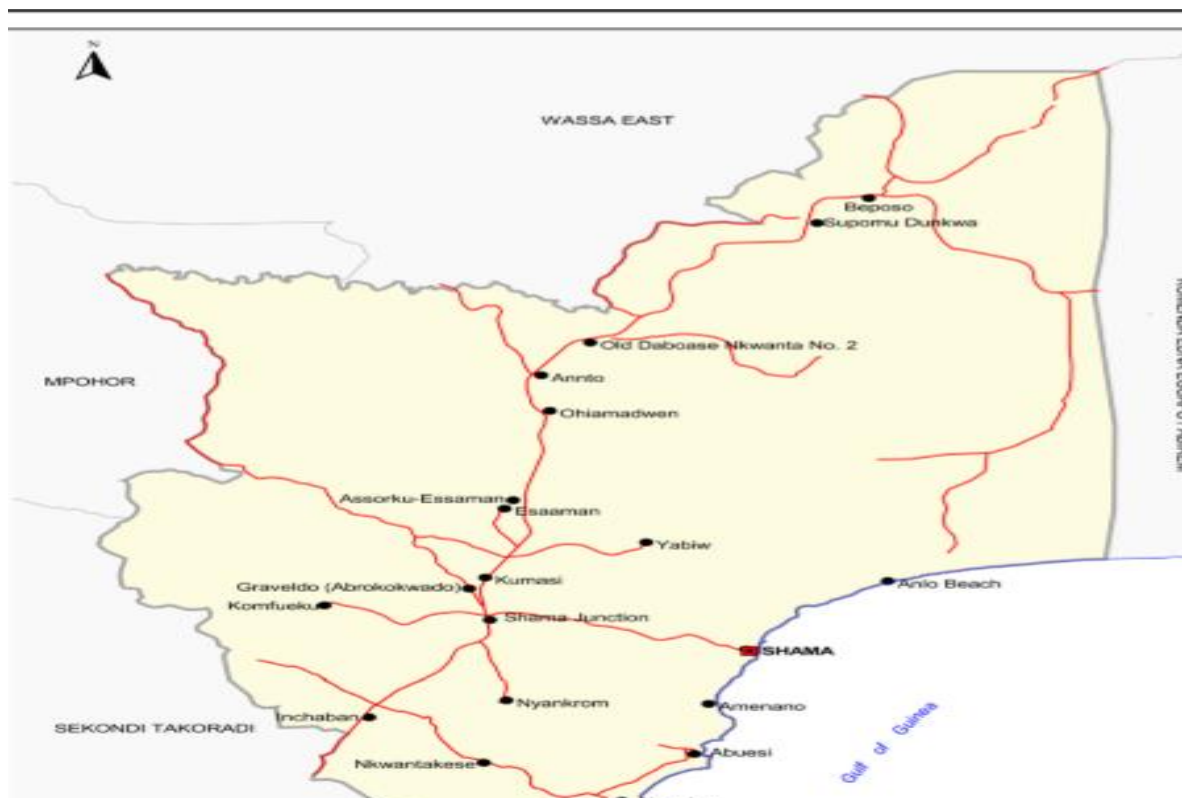 N
WASSA EAST
Beposo
Supomu Dunkwa
Old Daboase Nkwanta No. 2
MPOHOR
Annto
Ohiamadwen
Assorku-Essaman
Esaaman
Yabiw
Kumasi
Anlo Beach
Graveldo (Abrokokwado)
Komfueku
Shama Junction
SHAMA
Nyankrom
Amenano
Inchaban
SEKONDI TAKORADI
Gulf of Guinea
Abuesi
Nkwantakese